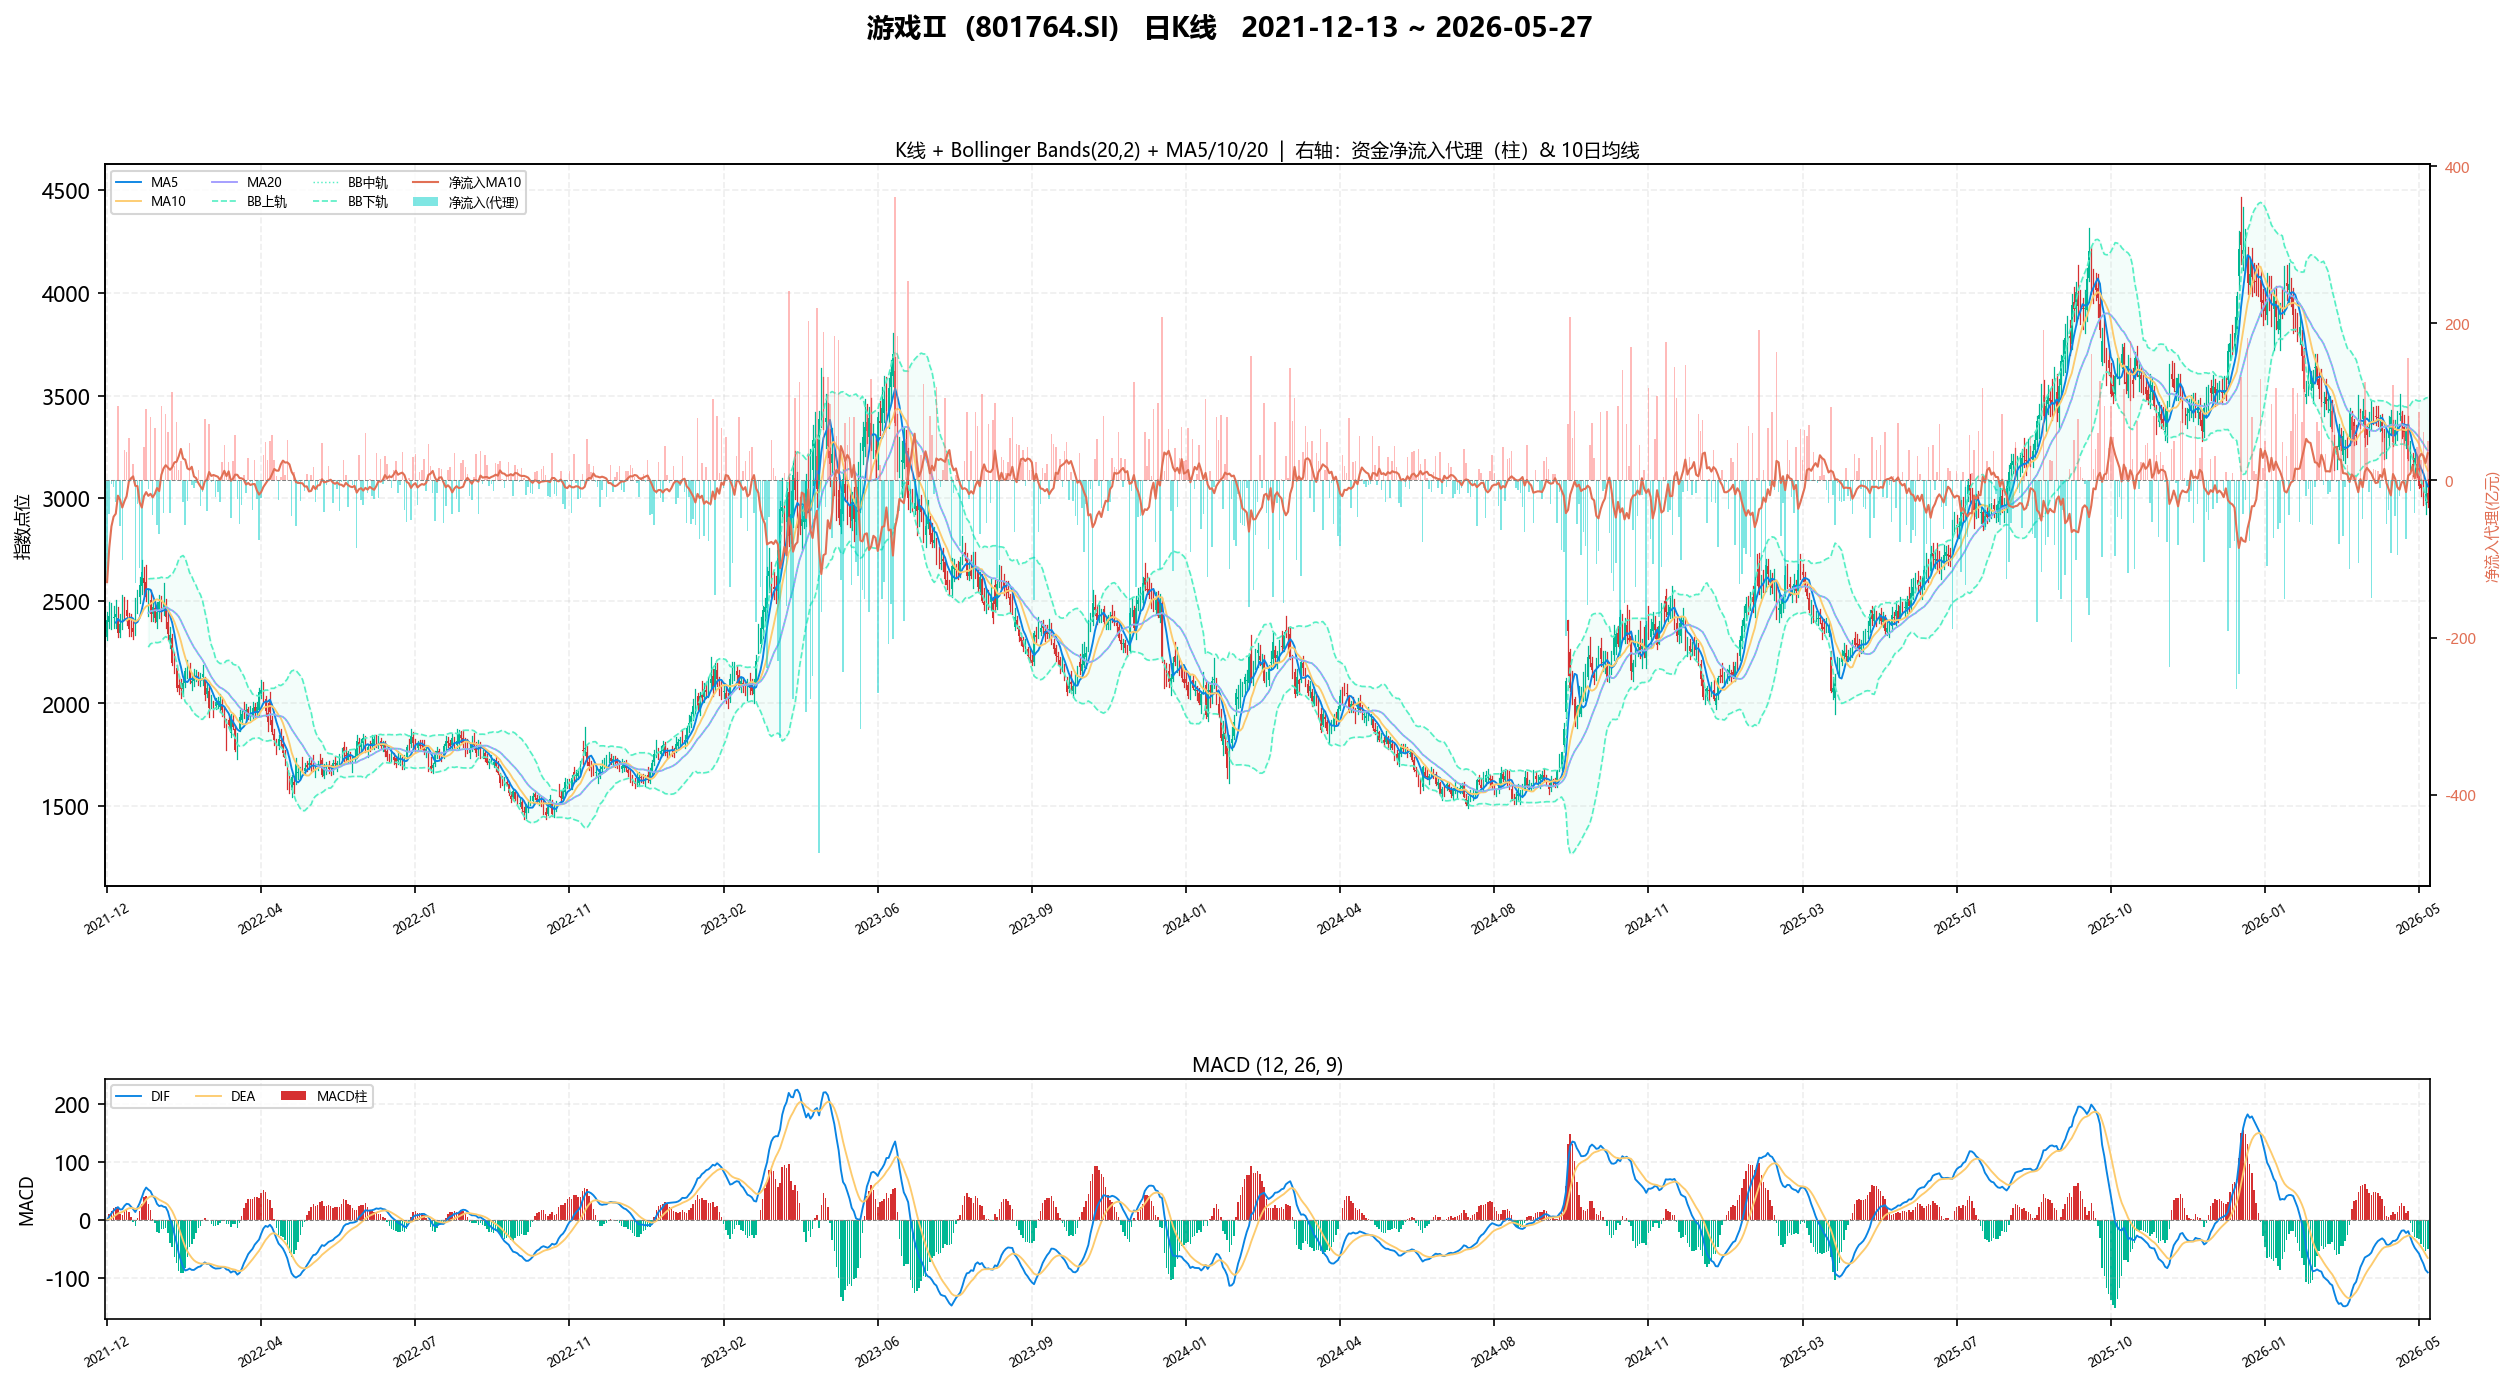 游戏Ⅱ (801764.SI) 日K线 2021-12-13 ~ 2026-05-27
K线 + Bollinger Bands(20,2) + MA5/10/20 | 右轴：资金净流入代理（柱）& 10日均线
MA5 MA20 BB中轨 净流入MA10
MA10 BB上轨 BB下轨 净流入(代理)
4500
4000
3500
3000
2500
2000
1500
指数点位
400
200
0
-200
-400
净流入代理(亿元)
2021-12 2022-04 2022-07 2022-11 2023-02 2023-06 2023-09 2024-01 2024-04 2024-08 2024-11 2025-03 2025-07 2025-10 2026-01 2026-05
MACD (12, 26, 9)
DIF DEA MACD柱
200
100
0
-100
MACD
2021-12 2022-04 2022-07 2022-11 2023-02 2023-06 2023-09 2024-01 2024-04 2024-08 2024-11 2025-03 2025-07 2025-10 2026-01 2026-05